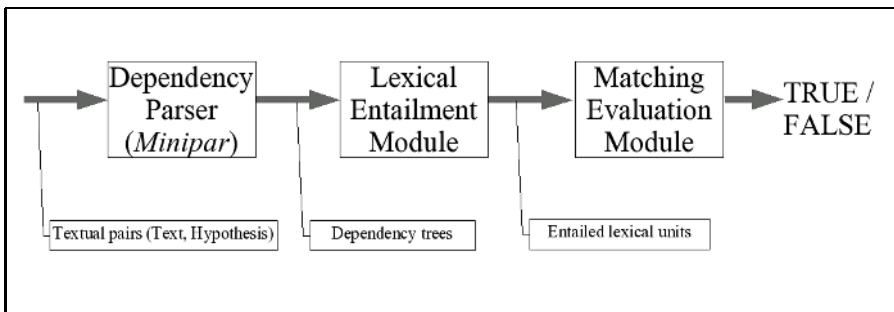 Dependency
Parser
(Minipar)
Lexical
Entailment
Module
Matching
Evaluation
Module
TRUE /
FALSE
Textual pairs (Text, Hypothesis)
Dependency trees
Entailed lexical units